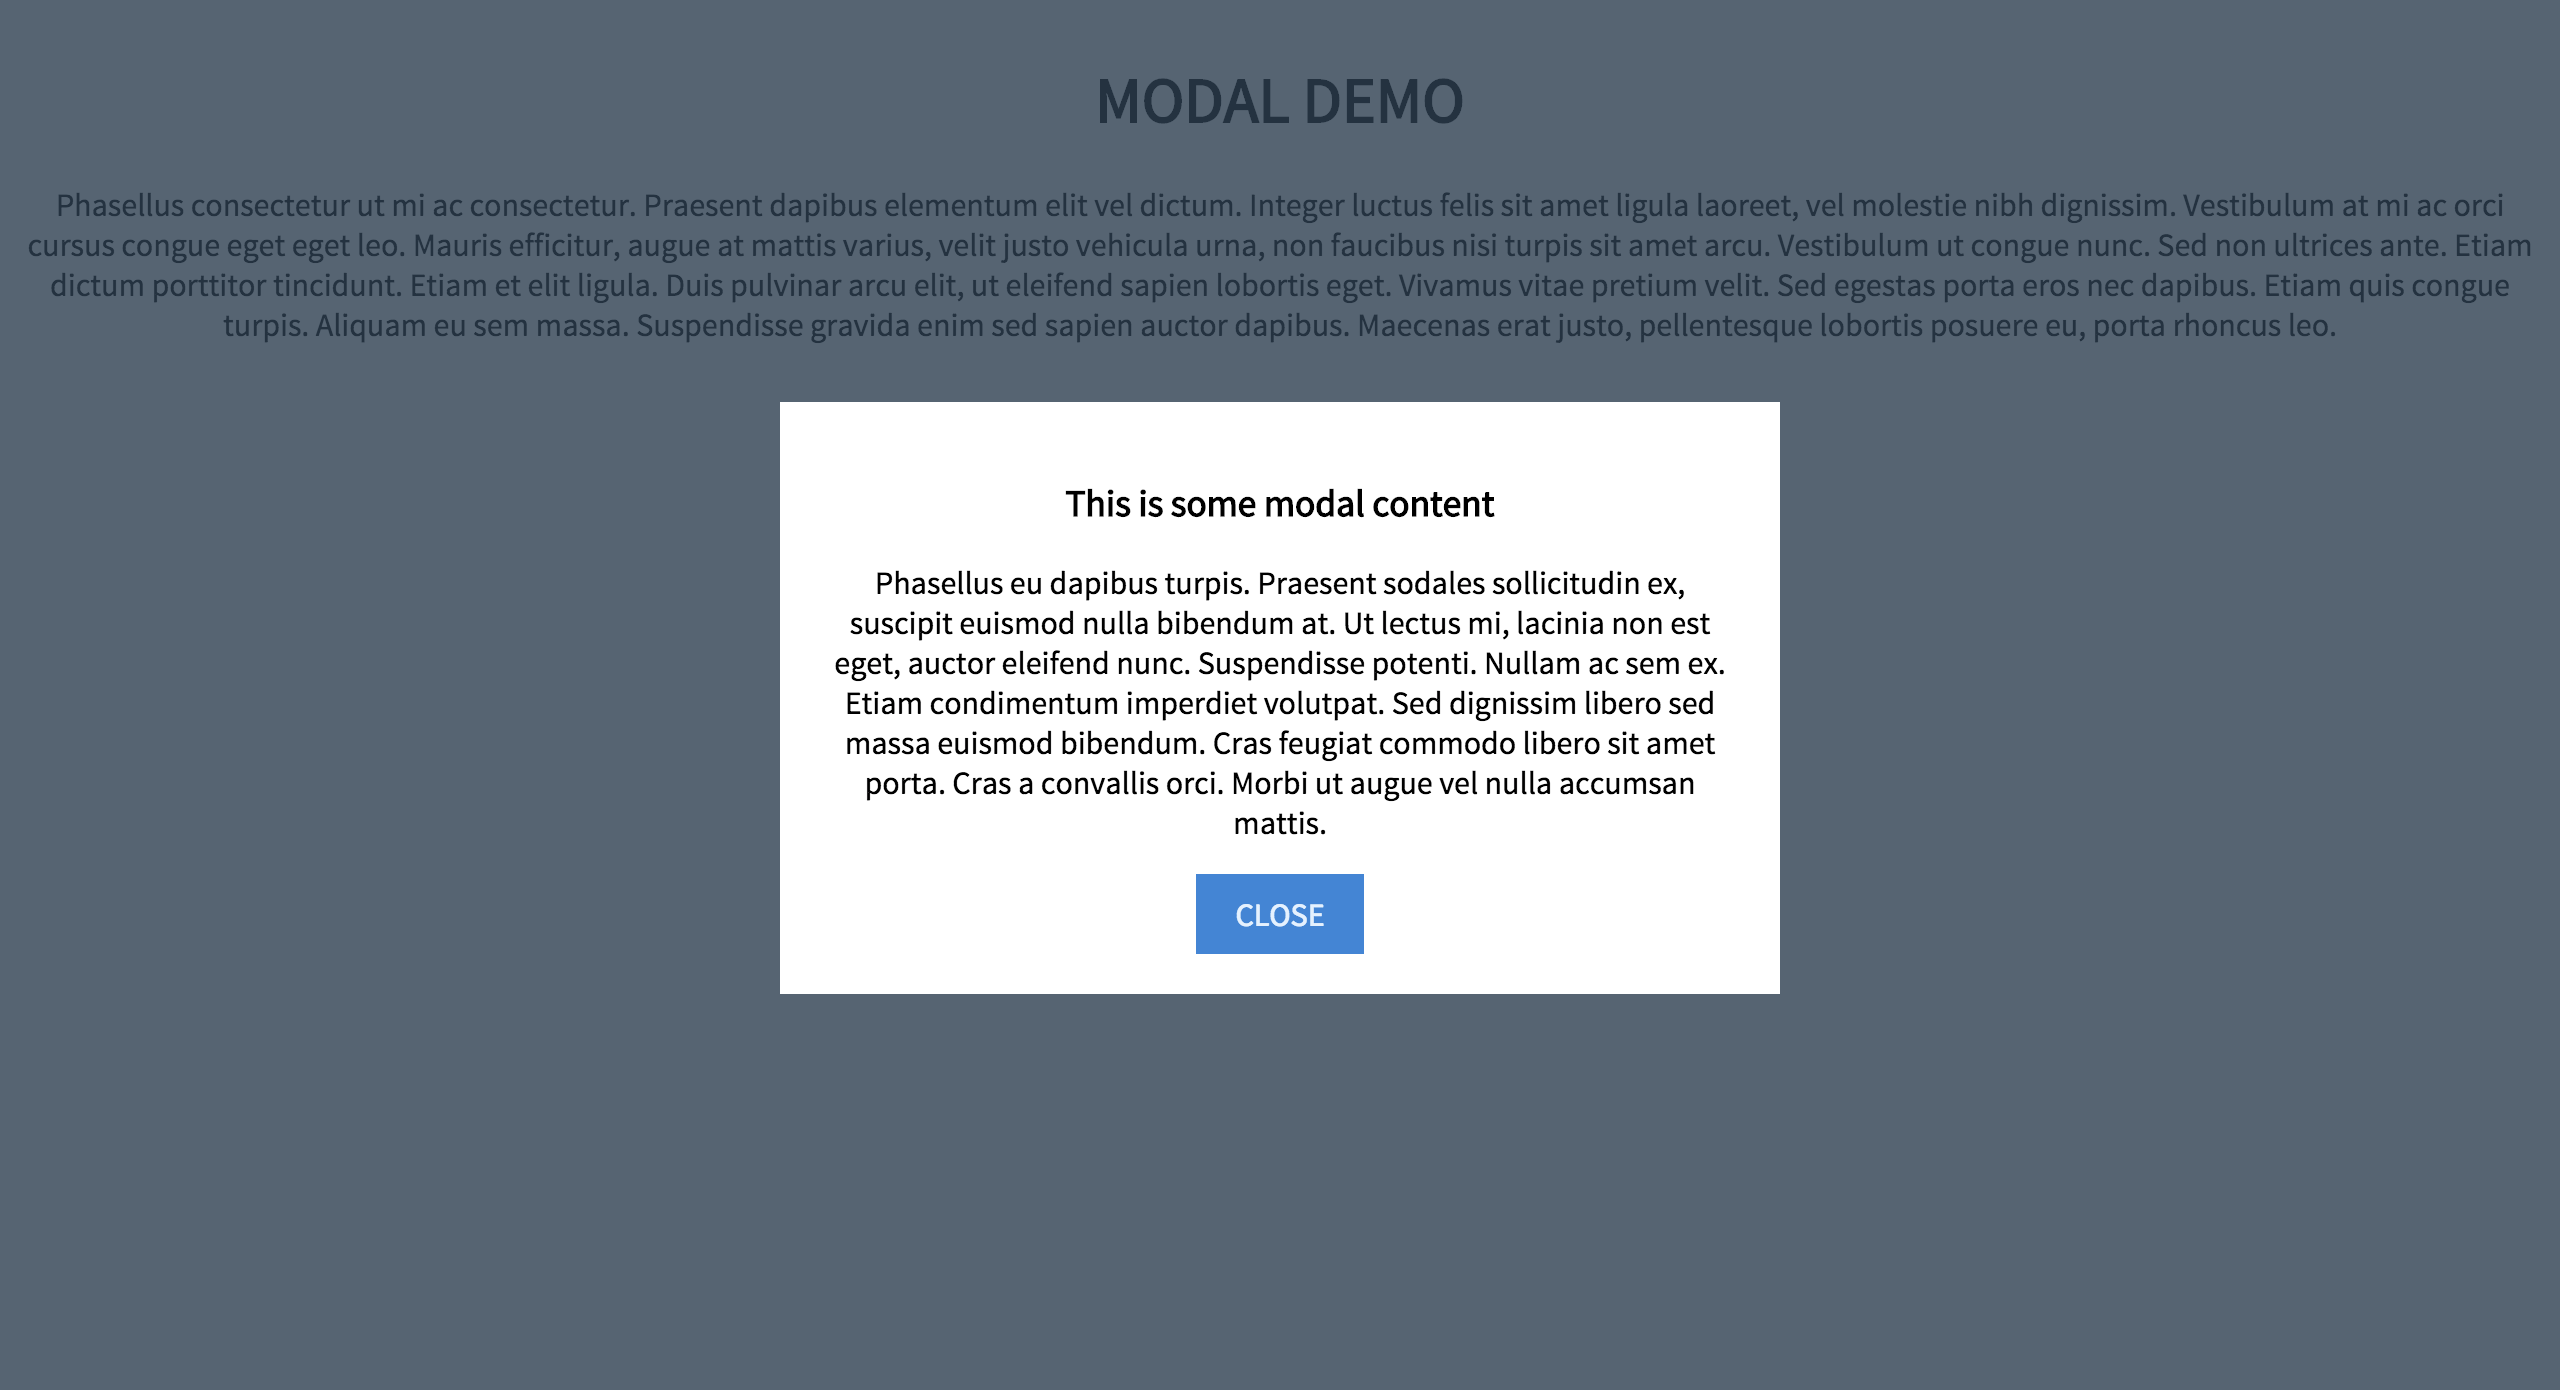 MODAL DEMO
Phasellus consectetur ut mi ac consectetur. Praesent dapibus elementum elit vel dictum. Integer luctus felis sit amet ligula laoreet, vel molestie nibh dignissim. Vestibulum at mi ac orci
cursus congue eget eget leo. Mauris efficitur, augue at mattis varius, velit justo vehicula urna, non faucibus nisi turpis sit amet arcu. Vestibulum ut congue nunc. Sed non ultrices ante. Etiam
dictum porttitor tincidunt. Etiam et elit ligula. Duis pulvinar arcu elit, ut eleifend sapien lobortis eget. Vivamus vitae pretium velit. Sed egestas porta eros nec dapibus. Etiam quis congue
turpis. Aliquam eu sem massa. Suspendisse gravida enim sed sapien auctor dapibus. Maecenas erat justo, pellentesque lobortis posuere eu, porta rhoncus leo.
This is some modal content
Phasellus eu dapibus turpis. Praesent sodales sollicitudin ex,
suscipit euismod nulla bibendum at. Ut lectus mi, lacinia non est
eget, auctor eleifend nunc. Suspendisse potenti. Nullam ac sem ex.
Etiam condimentum imperdiet volutpat. Sed dignissim libero sed
massa euismod bibendum. Cras feugiat commodo libero sit amet
porta. Cras a convallis orci. Morbi ut augue vel nulla accumsan
mattis.
CLOSE